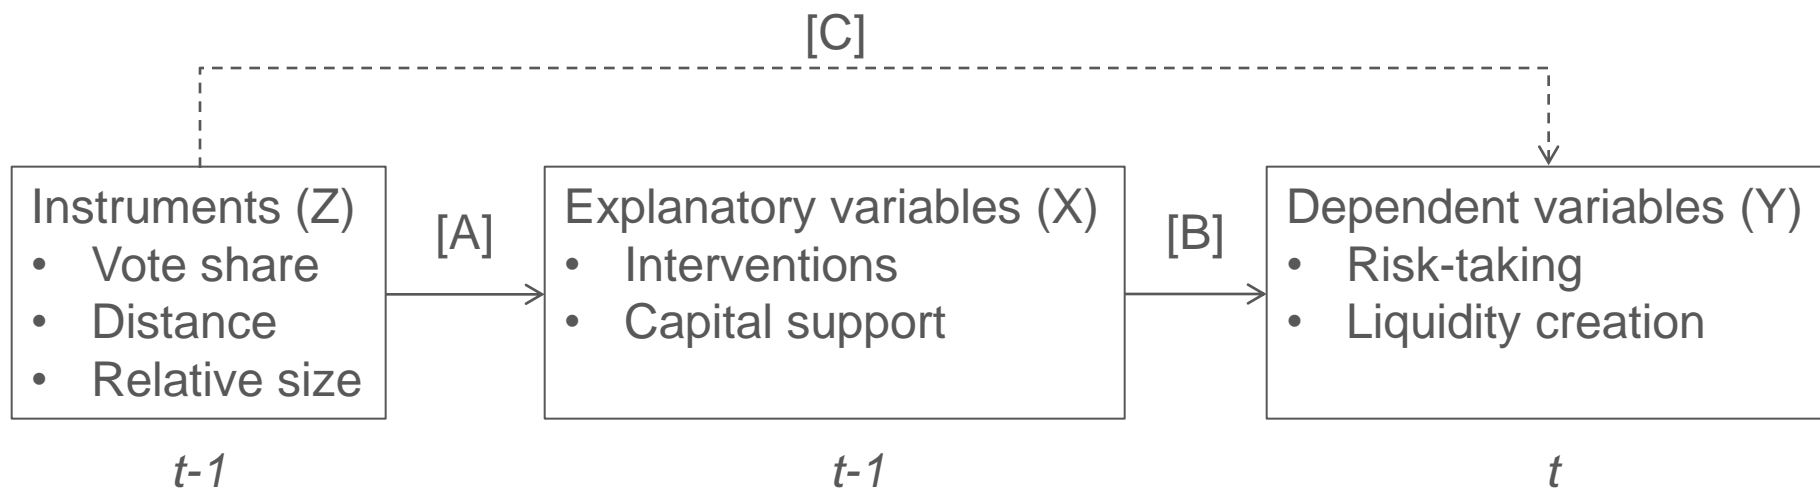 [C]
Instruments (Z)
• Vote share
• Distance
• Relative size
[A]
Explanatory variables (X)
• Interventions
• Capital support
[B]
Dependent variables (Y)
• Risk-taking
• Liquidity creation
t-1
t-1
t